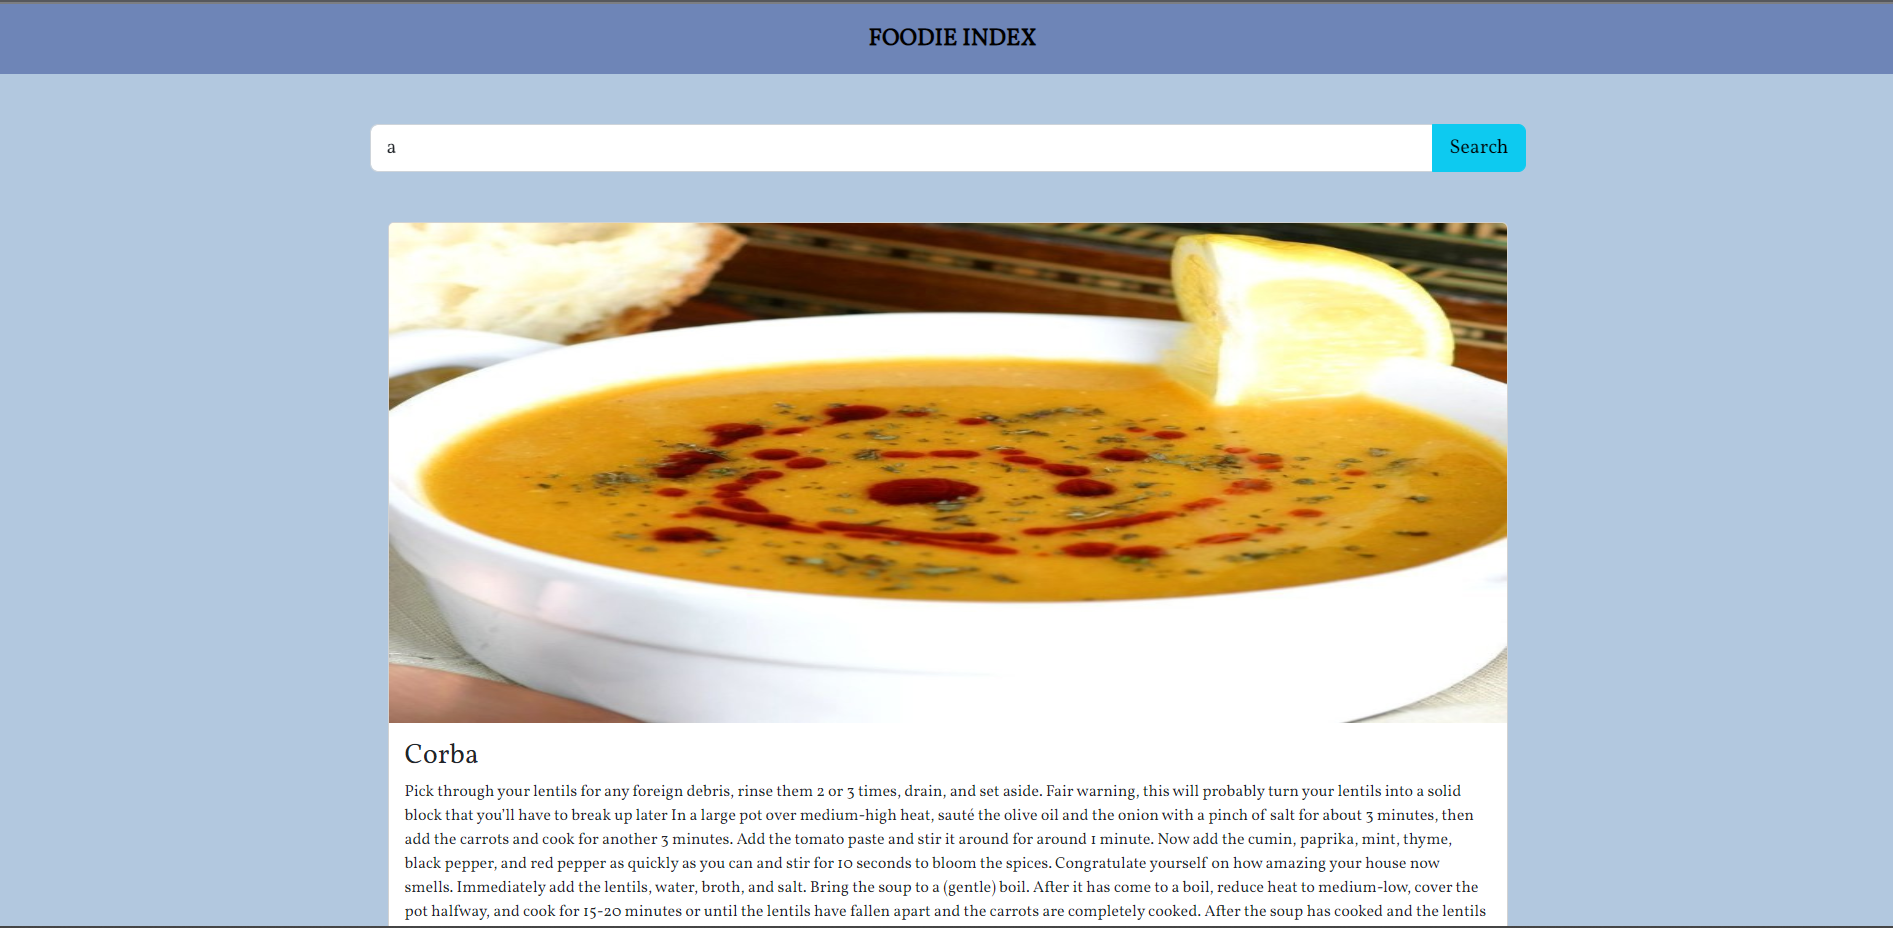 FOODIE INDEX
a
Search
Corba
Pick through your lentils for any foreign debris, rinse them 2 or 3 times, drain, and set aside. Fair warning, this will probably turn your lentils into a solid
block that you'll have to break up later In a large pot over medium-high heat, sauté the olive oil and the onion with a pinch of salt for about 3 minutes, then
add the carrots and cook for another 3 minutes. Add the tomato paste and stir it around for around 1 minute. Now add the cumin, paprika, mint, thyme,
black pepper, and red pepper as quickly as you can and stir for 10 seconds to bloom the spices. Congratulate yourself on how amazing your house now
smells. Immediately add the lentils, water, broth, and salt. Bring the soup to a (gentle) boil. After it has come to a boil, reduce heat to medium-low, cover the
pot halfway, and cook for 15-20 minutes or until the lentils have fallen apart and the carrots are completely cooked. After the soup has cooked and the lentils